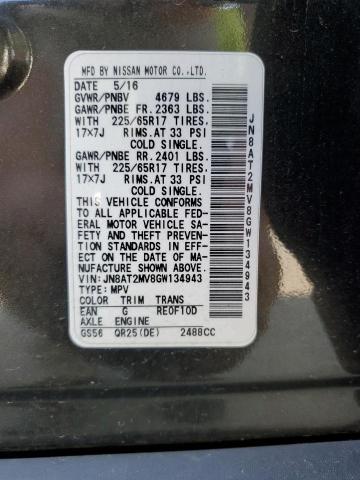 MFD BY NISSAN MOTOR CO.,LTD.
DATE 5/16
GVWR/PNBV 4679 LBS.
GAWR/PNBE FR. 2363 LBS.
WITH 225/65R17 TIRES.
17×7J RIMS.AT 33 PSI
COLD SINGLE.
GAWR/PNBE RR. 2401 LBS.
WITH 225/65R17 TIRES.
17×7J RIMS.AT 33 PSI
COLD SINGLE.
THIS VEHICLE CONFORMS
TO ALL APPLICABLE FED-
ERAL MOTOR VEHICLE SA-
FETY AND THEFT PREVEN-
TION STANDARDS IN EFF-
ECT ON THE DATE OF MA-
NUFACTURE SHOWN ABOVE.
VIN:JN8AT2MV8GW134943
TYPE:MPV
COLOR TRIM TRANS
EAN G RE0F10D
AXLE ENGINE
GS56 QR25(DE) 2488CC
JN8AT2MV8GW134943